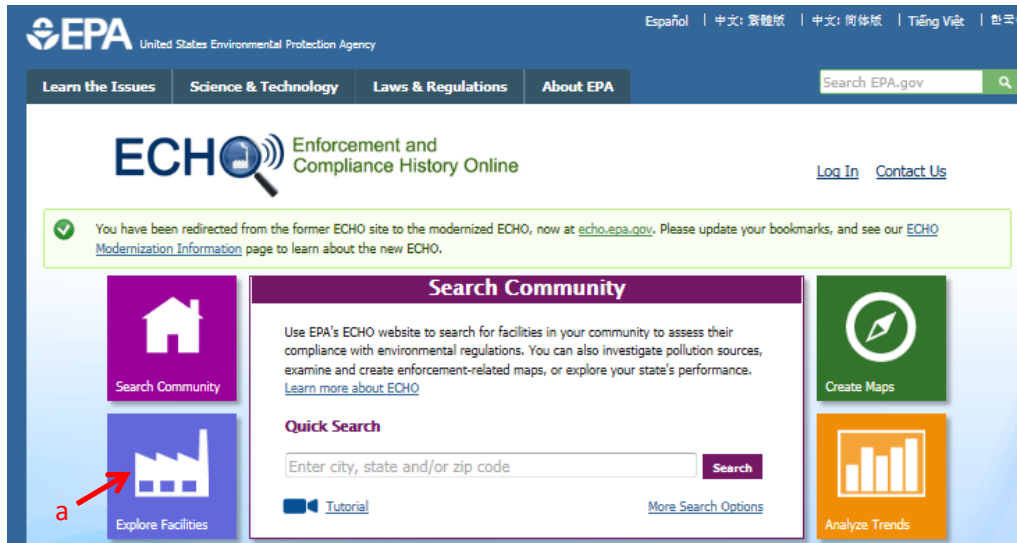 Español | 中文: 繁體版 | 中文: 简体版 | Tiếng Việt | 한국
EPA United States Environmental Protection Agency
Learn the Issues Science & Technology Laws & Regulations About EPA Search EPA.gov
ECHO Enforcement and
Compliance History Online
Log In Contact Us
You have been redirected from the former ECHO site to the modernized ECHO, now at echo.epa.gov. Please update your bookmarks, and see our ECHO
Modernization Information page to learn about the new ECHO.
Search Community
Use EPA's ECHO website to search for facilities in your community to assess their
compliance with environmental regulations. You can also investigate pollution sources,
examine and create enforcement-related maps, or explore your state's performance.
Learn more about ECHO
Search Community
Create Maps
Quick Search
Enter city, state and/or zip code Search
Tutorial More Search Options
a
Explore Facilities
Analyze Trends